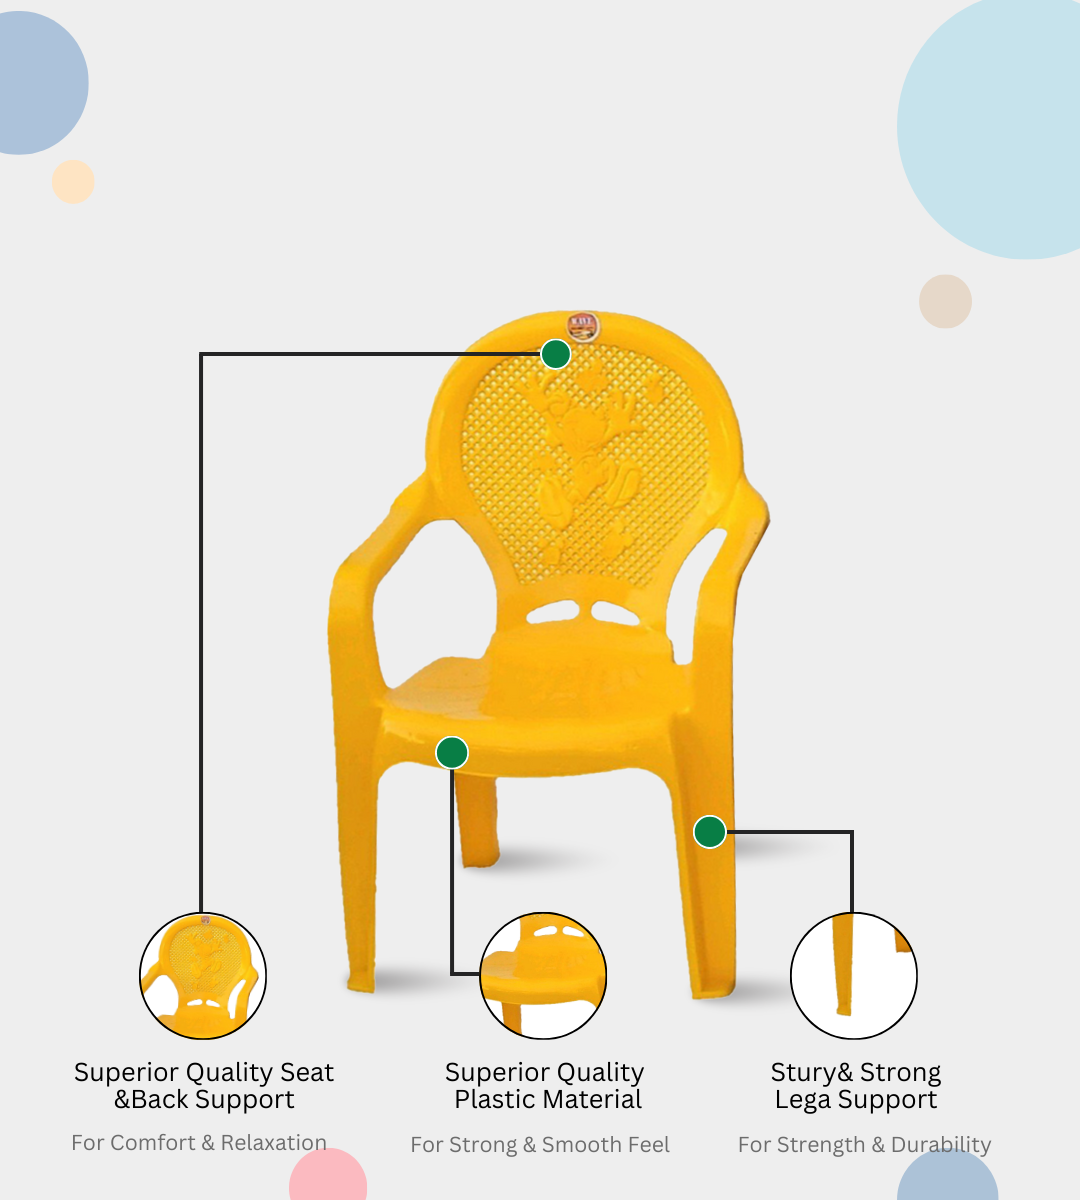 WAVE
Superior Quality Seat
&Back Support
For Comfort & Relaxation
Superior Quality
Plastic Material
For Strong & Smooth Feel
Stury& Strong
Lega Support
For Strength & Durability